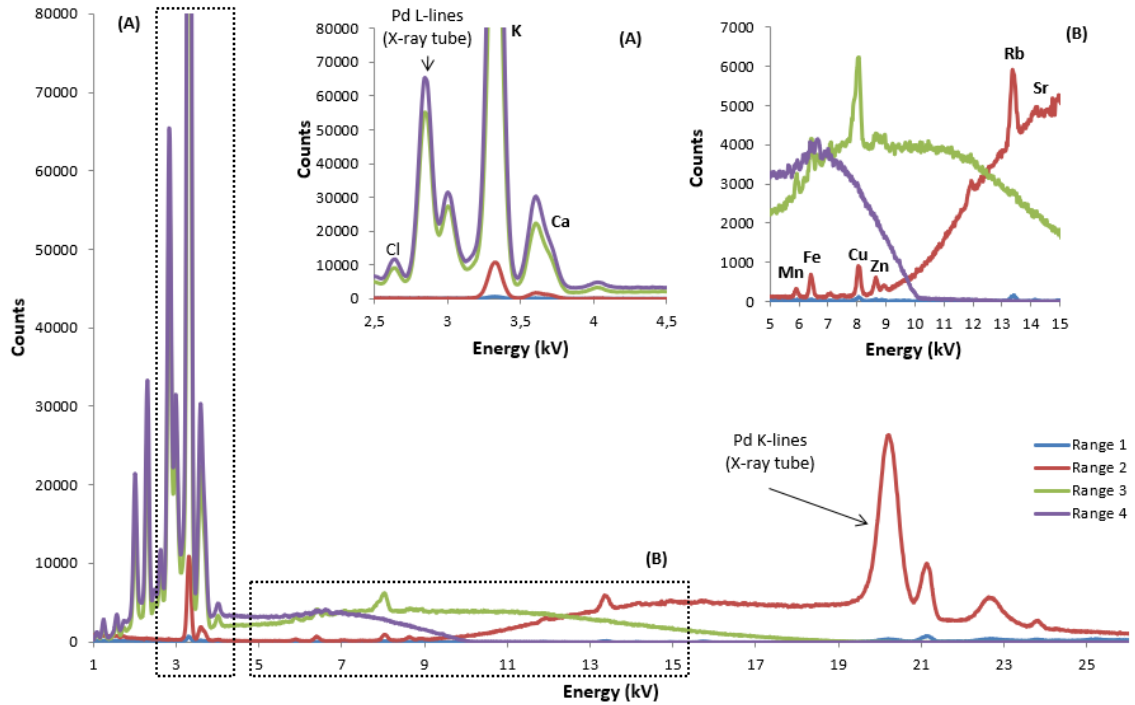 (A)
Counts
80000
70000
60000
50000
40000
30000
20000
10000
0
1
3
5
7
9
11
13
15
17
19
21
23
25
Energy (kV)
(B)
Pd K-lines
(X-ray tube)
Range 1
Range 2
Range 3
Range 4
Pd L-lines
(X-ray tube)
K
(A)
Cl
Ca
Counts
80000
70000
60000
50000
40000
30000
20000
10000
0
2,5
3
3,5
4
4,5
Energy (kV)
(B)
Rb
Sr
Mn
Fe
Cu
Zn
Counts
7000
6000
5000
4000
3000
2000
1000
0
5
6
7
8
9
10
11
12
13
14
15
Energy (kV)